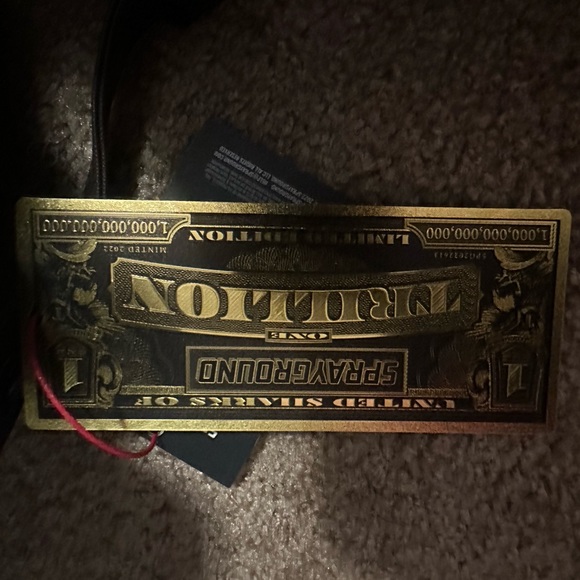 UNITED SHARKS OF
SPRAYGROUND
ONE
TRILLION
1 1
MINTED 2022
LIMITED EDITION
1,000,000,000,000 1,000,000,000,000